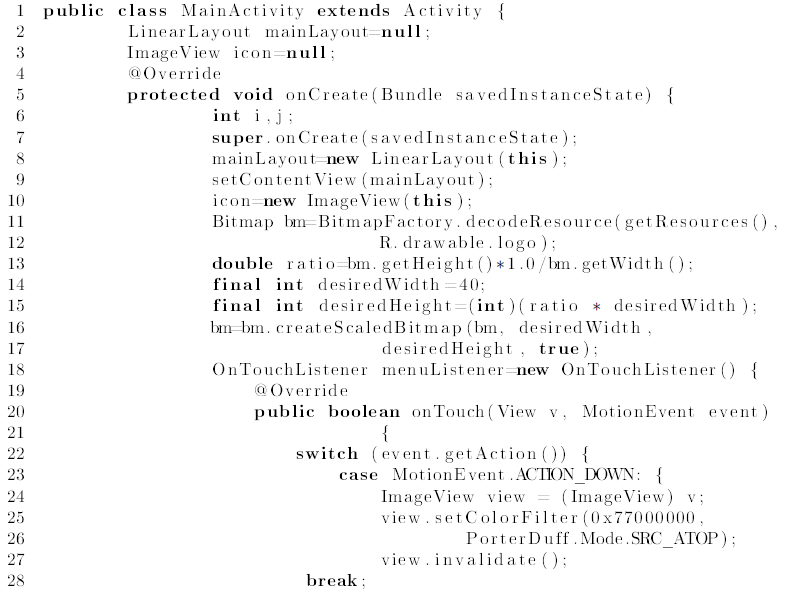 1 public class MainActivity extends Activity {
2 LinearLayout mainLayout=null;
3 ImageView icon=null;
4 @Override
5 protected void onCreate(Bundle savedInstanceState) {
6 int i,j;
7 super.onCreate(savedInstanceState);
8 mainLayout=new LinearLayout(this);
9 setContentView(mainLayout);
10 icon=new ImageView(this);
11 Bitmap bm=BitmapFactory.decodeResource(getResources(),
12 R.drawable.logo);
13 double ratio=bm.getHeight()*1.0/bm.getWidth();
14 final int desiredWidth=40;
15 final int desiredHeight=(int)(ratio * desiredWidth);
16 bm=bm.createScaledBitmap(bm, desiredWidth,
17 desiredHeight, true);
18 OnTouchListener menuListener=new OnTouchListener() {
19 @Override
20 public boolean onTouch(View v, MotionEvent event)
21 {
22 switch (event.getAction()) {
23 case MotionEvent.ACTION_DOWN: {
24 ImageView view = (ImageView) v;
25 view.setColorFilter(0x77000000,
26 PorterDuff.Mode.SRC_ATOP);
27 view.invalidate();
28 break;